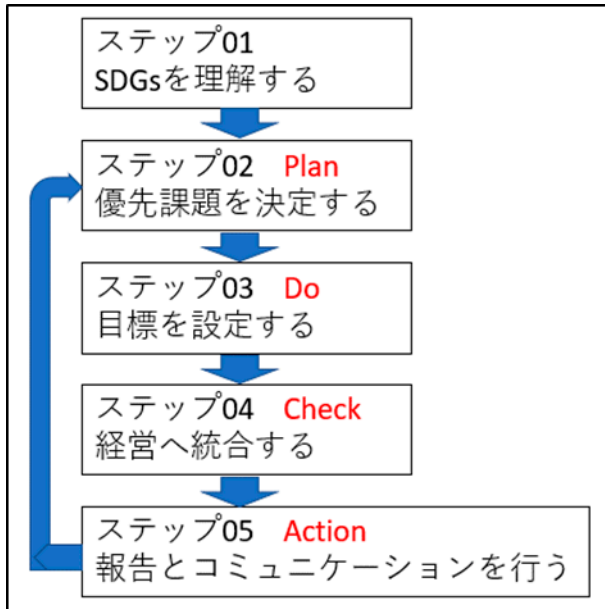 ステップ01
SDGsを理解する
ステップ02 Plan
優先課題を決定する
ステップ03 Do
目標を設定する
ステップ04 Check
経営へ統合する
ステップ05 Action
報告とコミュニケーションを行う